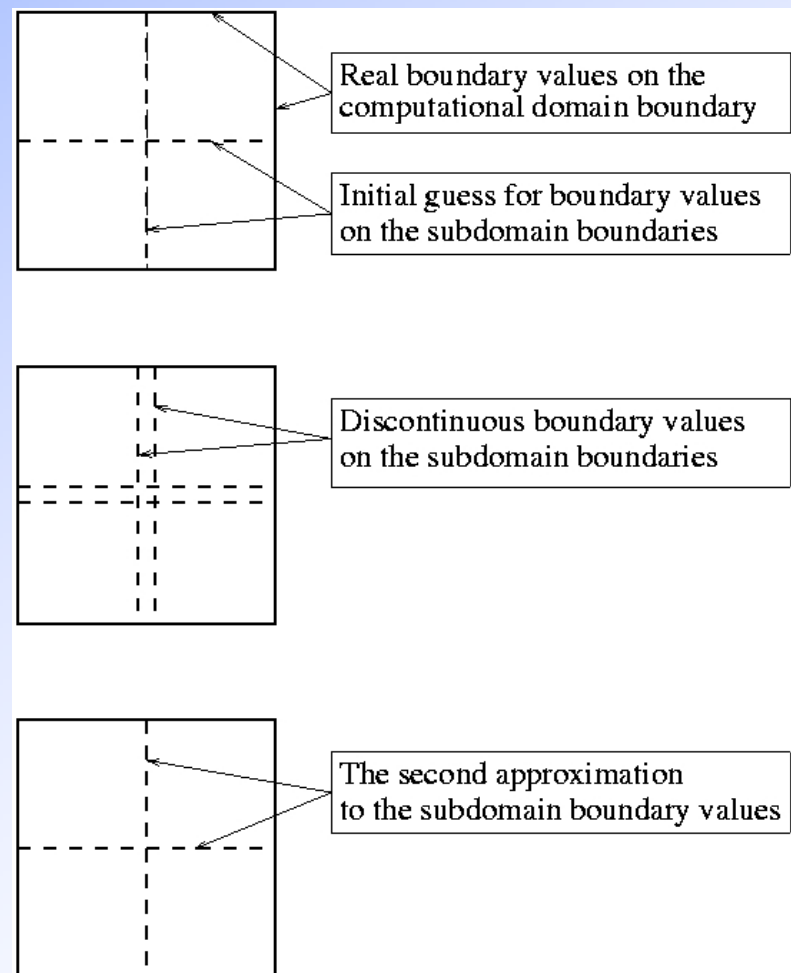 Real boundary values on the
computational domain boundary
Initial guess for boundary values
on the subdomain boundaries
Discontinuous boundary values
on the subdomain boundaries
The second approximation
to the subdomain boundary values